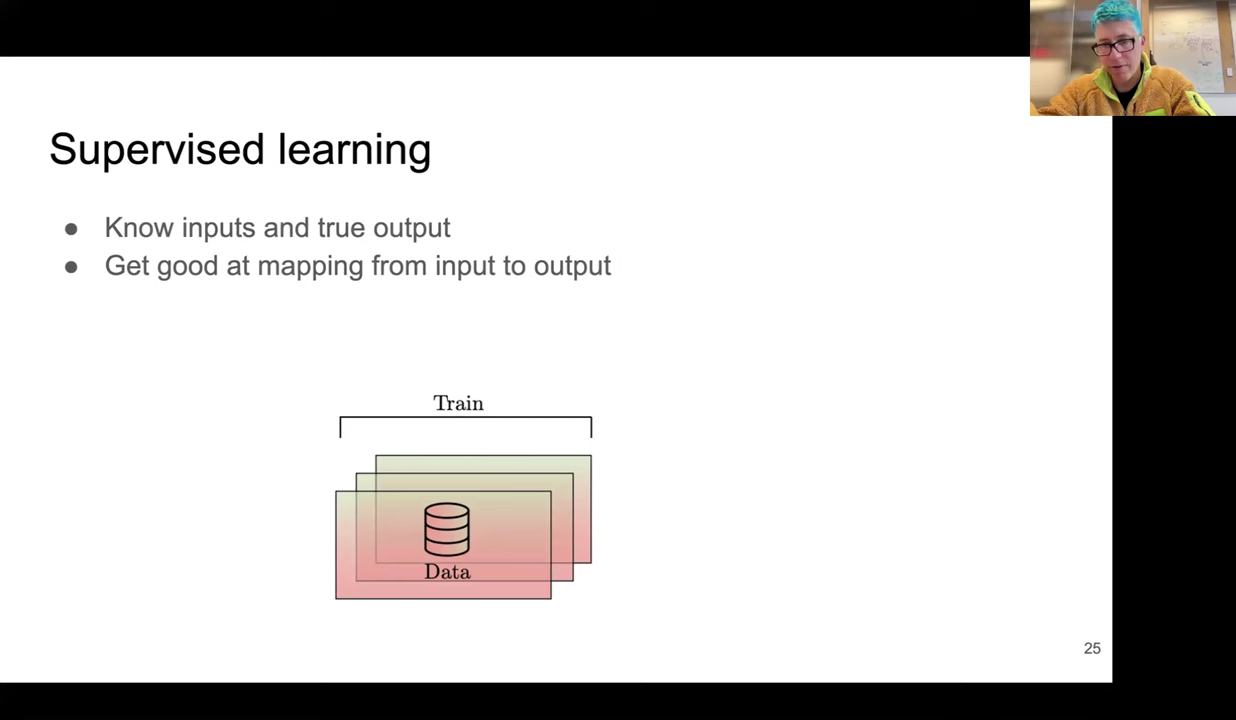 Supervised learning
● Know inputs and true output
● Get good at mapping from input to output
Train
Data
25